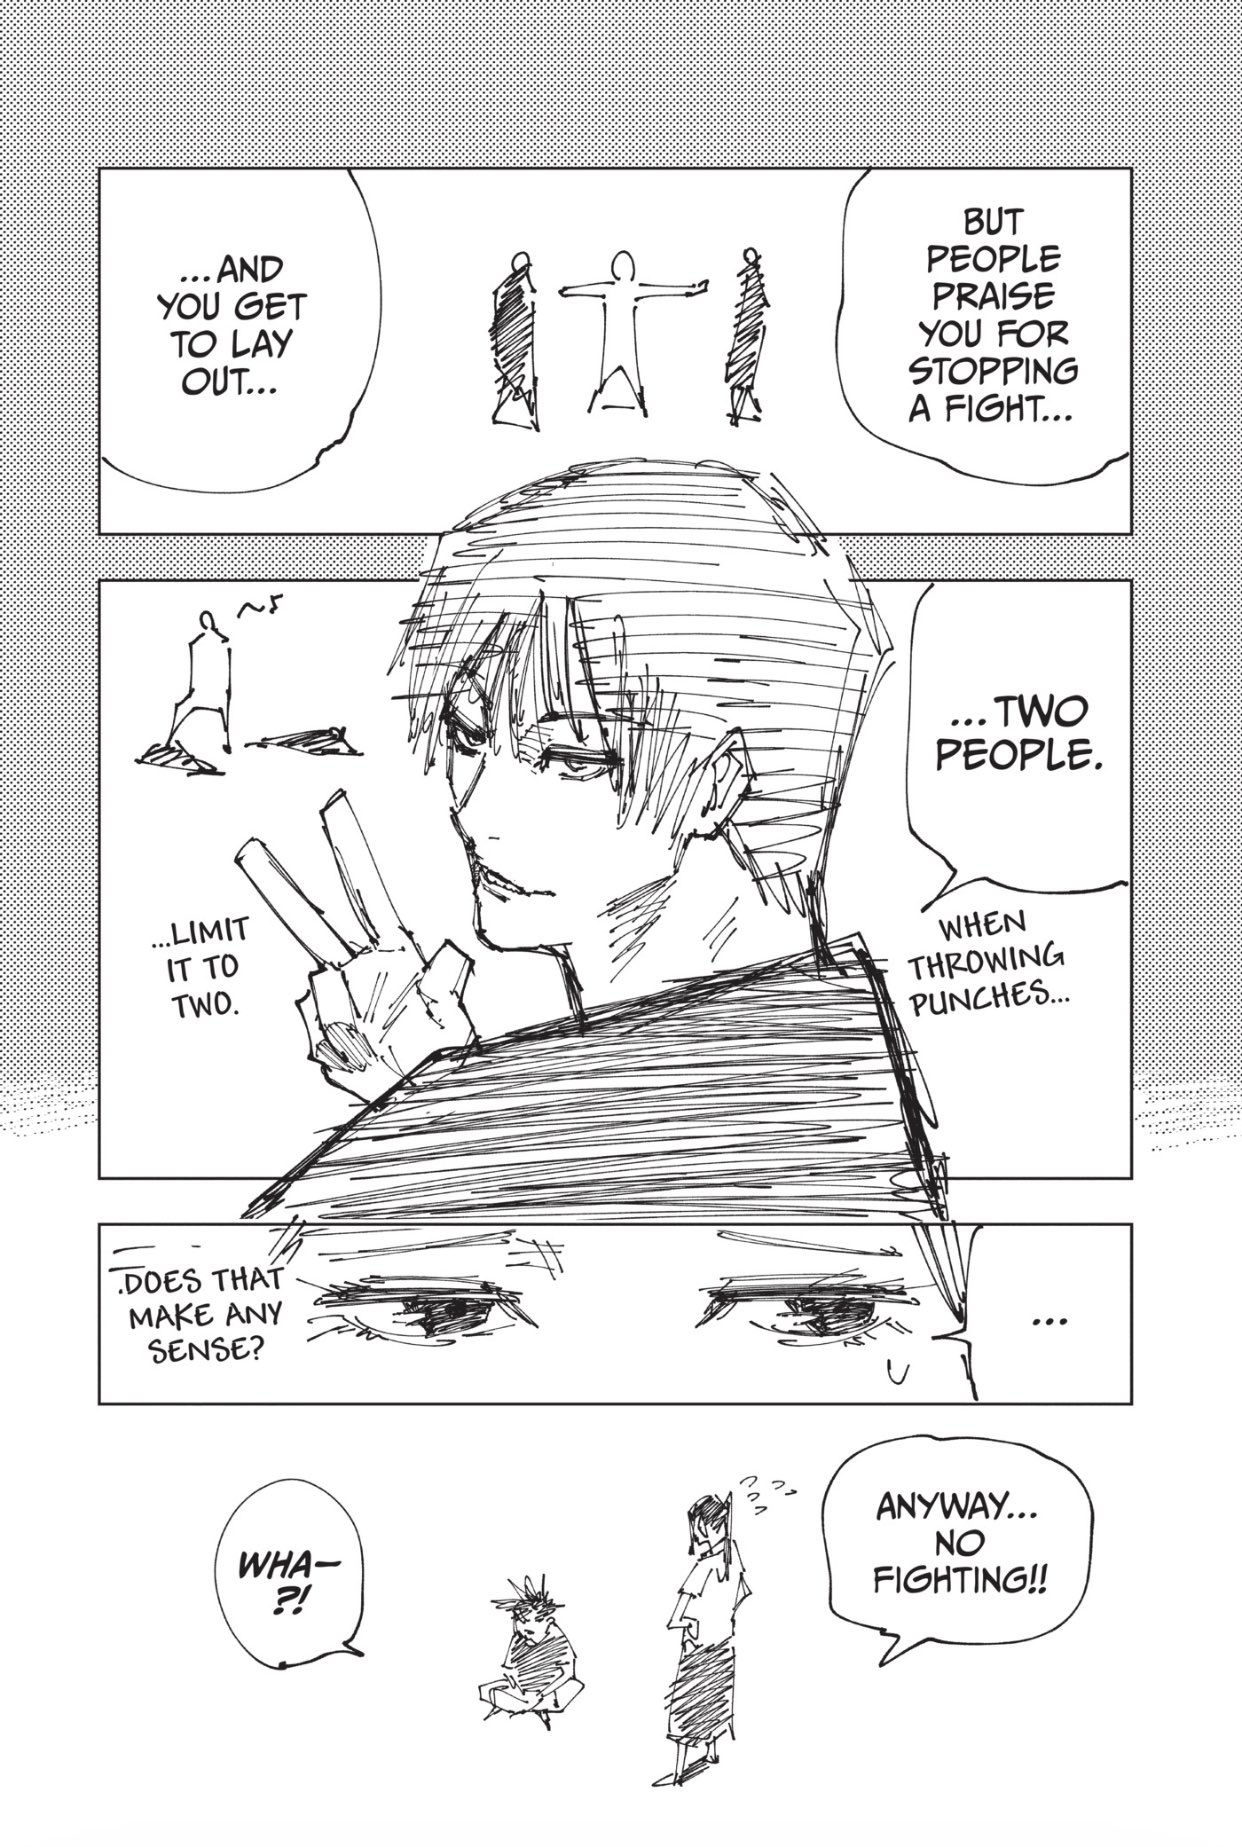 BUT
PEOPLE
PRAISE
YOU FOR
STOPPING
A FIGHT...
...AND
YOU GET
TO LAY
OUT...
...TWO
PEOPLE.
WHEN
THROWING
PUNCHES...
...LIMIT
IT TO
TWO.
...
.DOES THAT
MAKE ANY
SENSE?
ANYWAY...
NO
FIGHTING!!
WHA—
?!